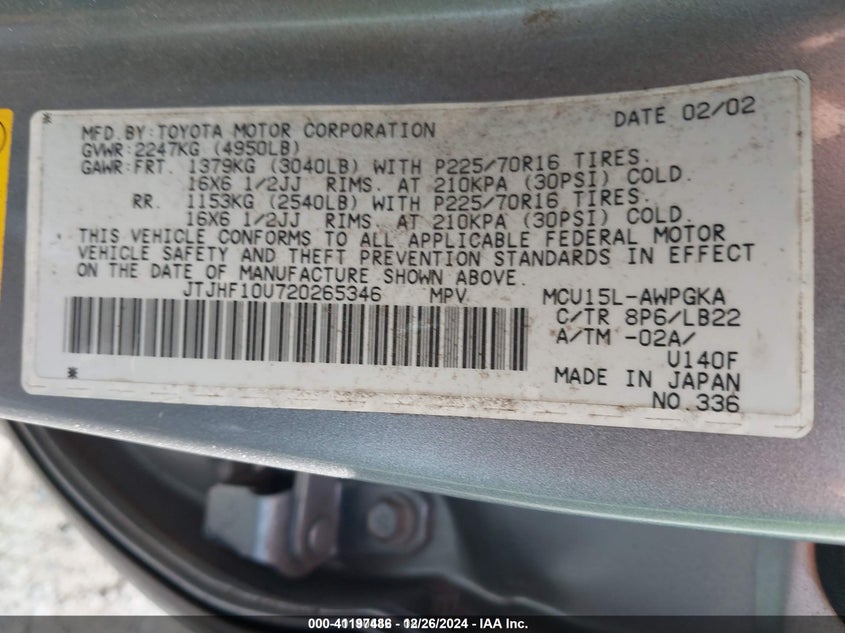 DATE 02/02
MFD.BY:TOYOTA MOTOR CORPORATION
GVWR:2247KG (4950LB)
GAWR:FRT. 1379KG (3040LB) WITH P225/70R16 TIRES.
16X6 1/2JJ RIMS. AT 210KPA (30PSI) COLD.
RR. 1153KG (2540LB) WITH P225/70R16 TIRES.
16X6 1/2JJ RIMS. AT 210KPA (30PSI) COLD.
THIS VEHICLE CONFORMS TO ALL APPLICABLE FEDERAL MOTOR
VEHICLE SAFETY AND THEFT PREVENTION STANDARDS IN EFFECT
ON THE DATE OF MANUFACTURE SHOWN ABOVE.
JTJHF10U720265346 MPV
MCU15L-AWPGKA
C/TR 8P6/LB22
A/TM -02A/
U140F
MADE IN JAPAN
NO.336
000-41197486 - 12/26/2024 - IAA Inc.